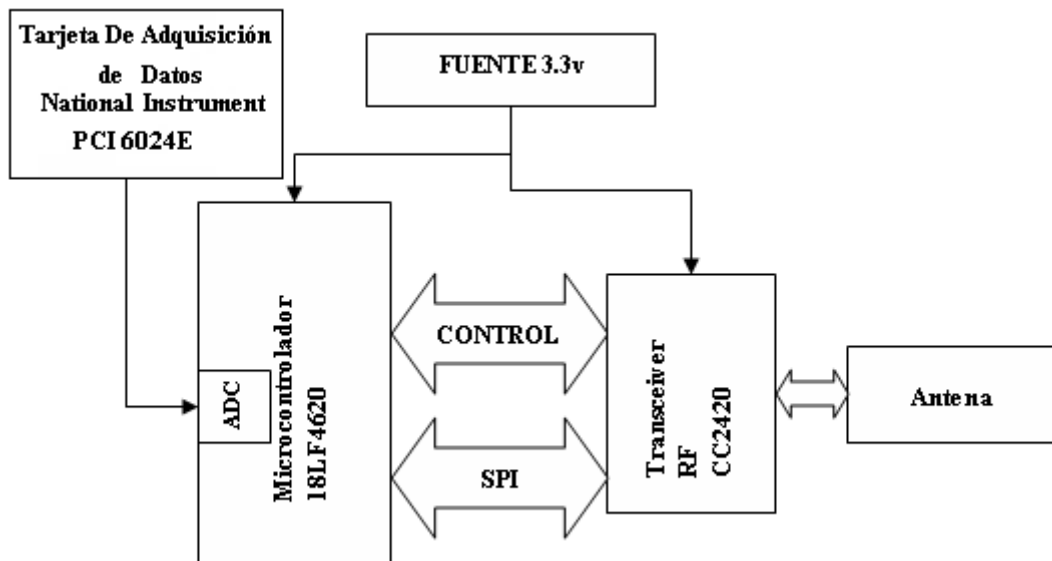 Tarjeta De Adquisición
de Datos
National Instrument
PCI 6024E
FUENTE 3.3v
ADC
Microcontrolador
18LF4620
CONTROL
SPI
Transceiver
RF
CC2420
Antena